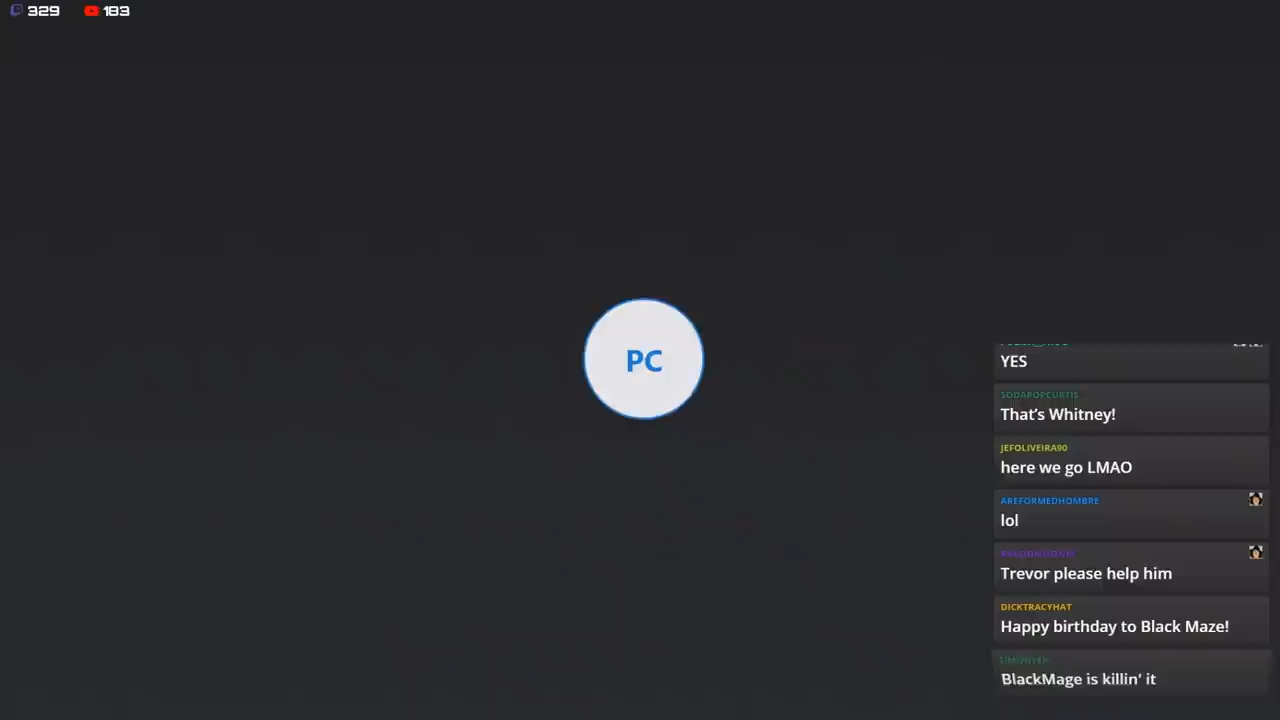 329 183
PC
YES
SODAPOPCURTIS
That's Whitney!
JEFOLIVEIRA90
here we go LMAO
AREFORMEDHOMBRE
lol
Trevor please help him
DICKTRACYHAT
Happy birthday to Black Maze!
BlackMage is killin' it